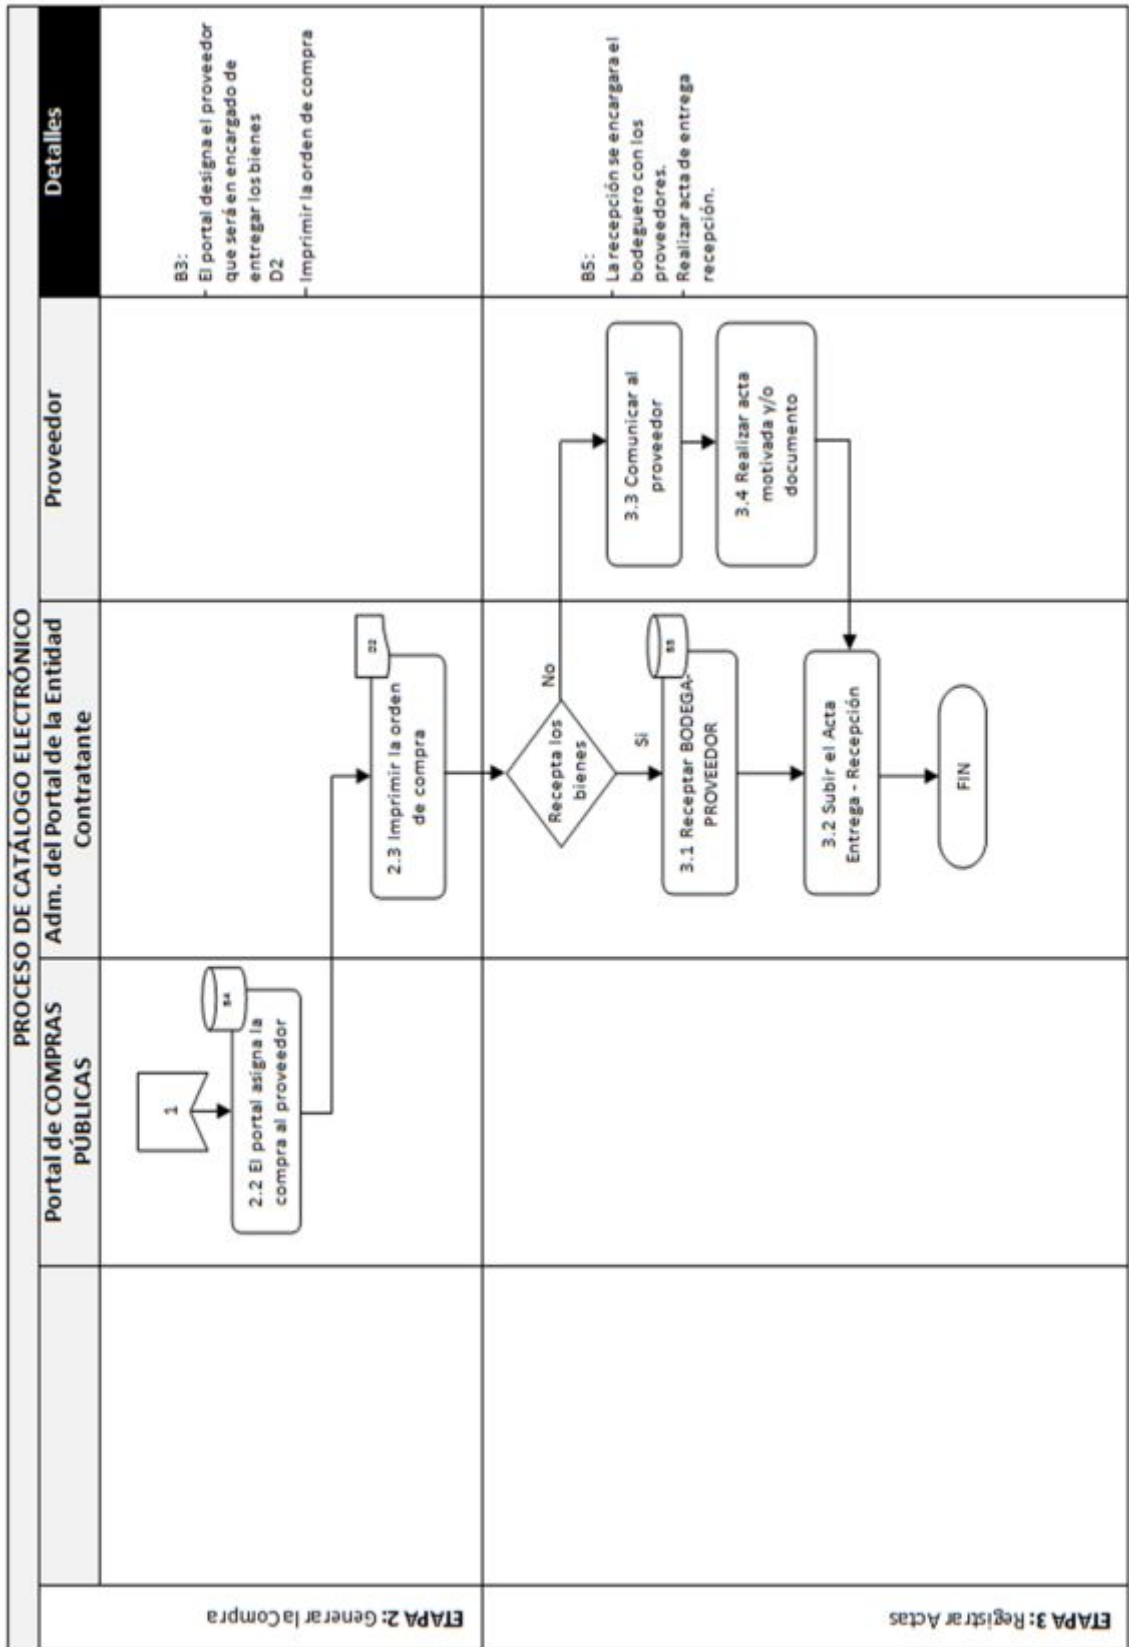 PROCESO DE CATÁLOGO ELECTRÓNICO
Portal de COMPRAS
PÚBLICAS
Adm. del Portal de la Entidad
Contratante
Proveedor
Detalles
ETAPA 2: Generar la Compra
1
B4
2.2 El portal asigna la
compra al proveedor
D2
2.3 Imprimir la orden
de compra
B3:
- El portal designa el proveedor
que será en encargado de
entregar los bienes
D2
- Imprimir la orden de compra
ETAPA 3: Registrar Actas
Recepta los
bienes
No
Si
B5
3.1 Receptar BODEGA-
PROVEEDOR
3.2 Subir el Acta
Entrega - Recepción
FIN
3.3 Comunicar al
proveedor
3.4 Realizar acta
motivada y/o
documento
B5:
- La recepción se encargara el
bodeguero con los
proveedores.
- Realizar acta de entrega
recepción.